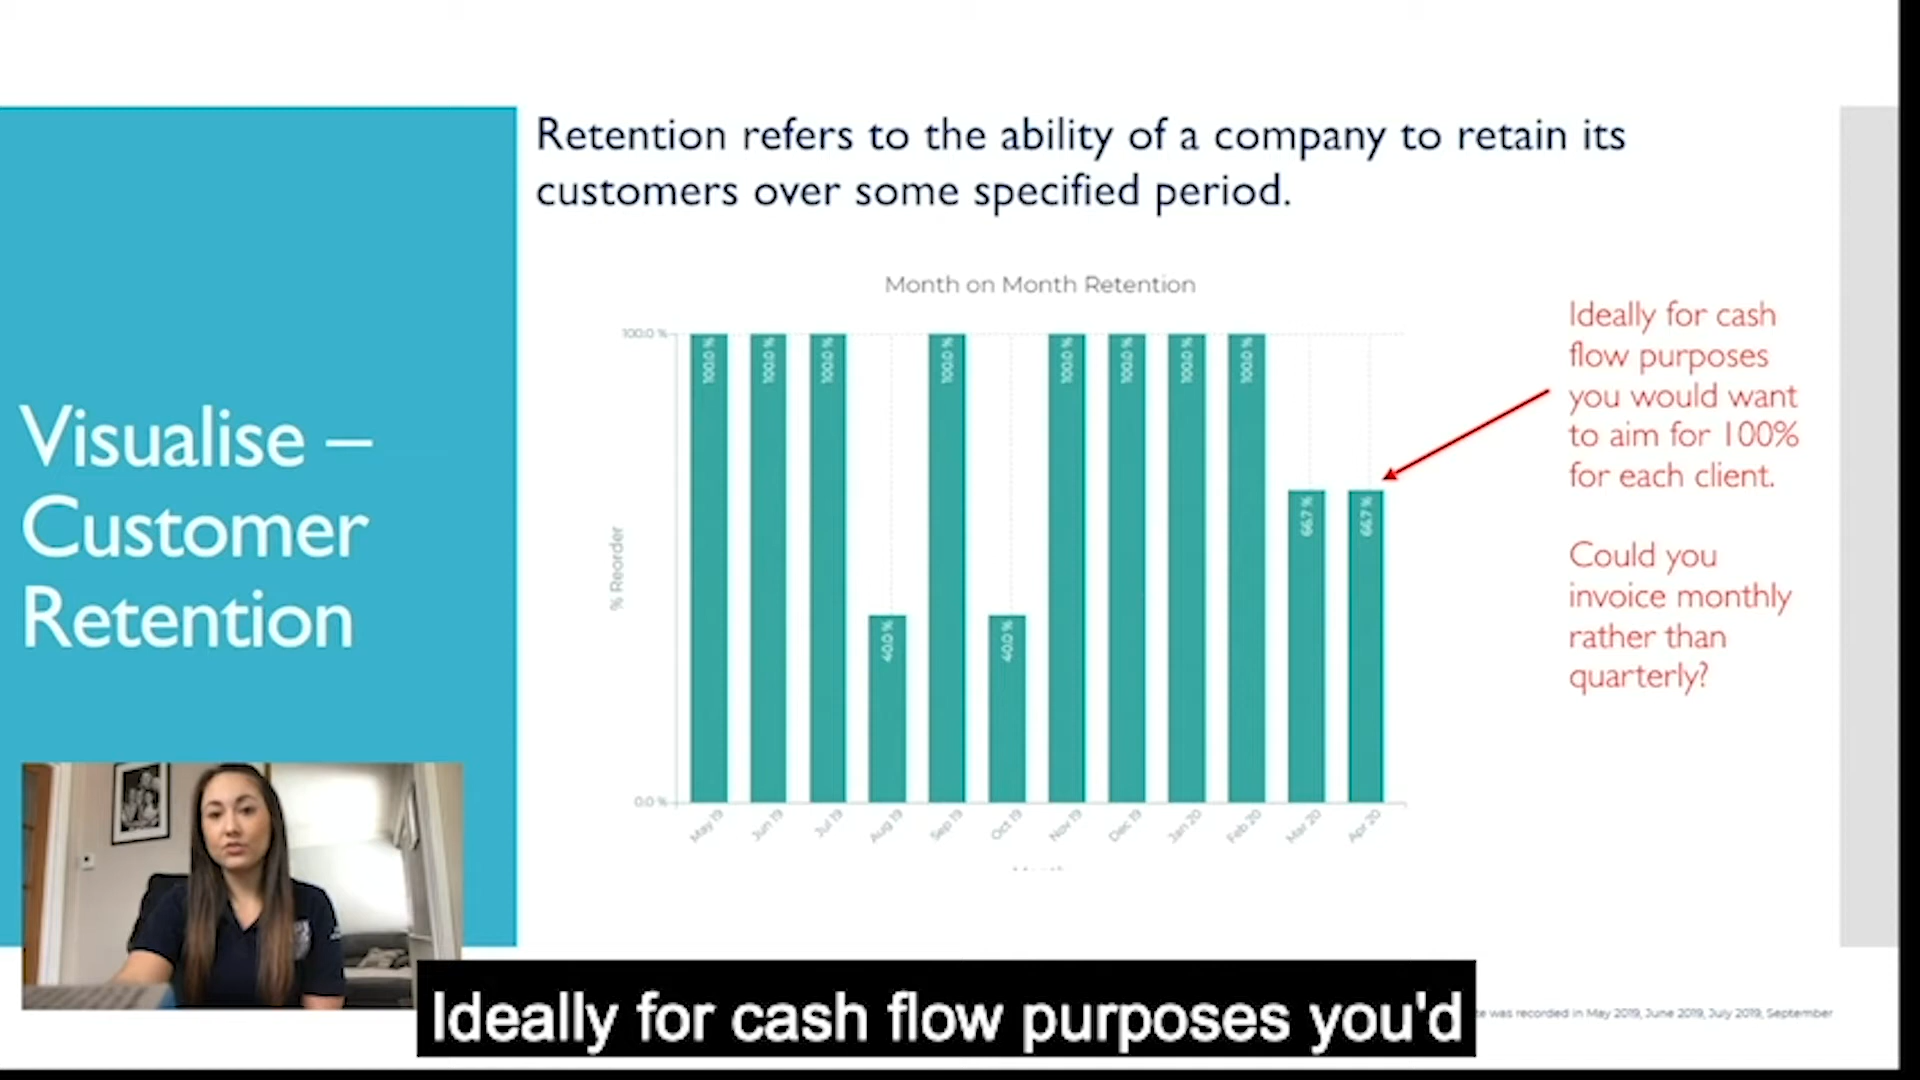 Retention refers to the ability of a company to retain its
customers over some specified period.
Visualise –
Customer
Retention
Month on Month Retention
100.0 %
0.0 %
% Reorder
100.0 %
100.0 %
100.0 %
40.0 %
100.0 %
40.0 %
100.0 %
100.0 %
100.0 %
100.0 %
66.7 %
66.7 %
May 19
Jun 19
Jul 19
Aug 19
Sep 19
Oct 19
Nov 19
Dec 19
Jan 20
Feb 20
Mar 20
Apr 20
Ideally for cash
flow purposes
you would want
to aim for 100%
for each client.
Could you
invoice monthly
rather than
quarterly?
was recorded in May 2019, June 2019, July 2019, September
Ideally for cash flow purposes you'd